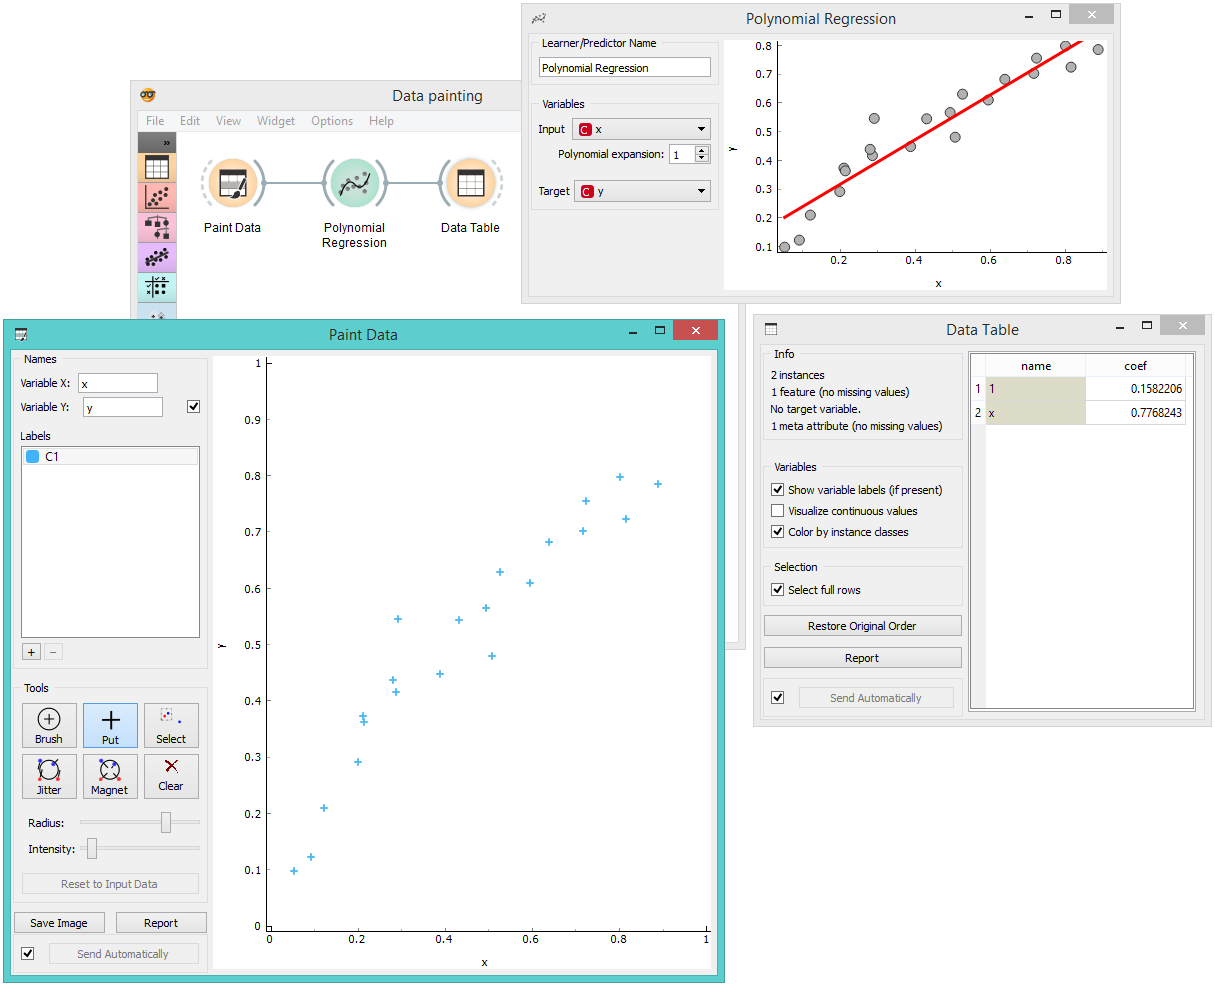 Polynomial Regression
Learner/Predictor Name
Polynomial Regression
Variables
Input C x
Polynomial expansion: 1
Target C y
0.8
0.7
0.6
0.5
0.4
0.3
0.2
0.1
y
0.2 0.4 0.6 0.8
x
Data painting
File Edit View Widget Options Help
»
Paint Data
Polynomial
Regression
Data Table
Paint Data
Names
Variable X: x
Variable Y: y
Labels
C1
+ −
Tools
Brush Put Select
Jitter Magnet Clear
Radius:
Intensity:
Reset to Input Data
Save Image Report
Send Automatically
1
0.9
0.8
0.7
0.6
0.5
0.4
0.3
0.2
0.1
0
y
0 0.2 0.4 0.6 0.8 1
x
Data Table
Info
2 instances
1 feature (no missing values)
No target variable.
1 meta attribute (no missing values)
Variables
Show variable labels (if present)
Visualize continuous values
Color by instance classes
Selection
Select full rows
Restore Original Order
Report
Send Automatically
name coef
1 1 0.1582206
2 x 0.7768243